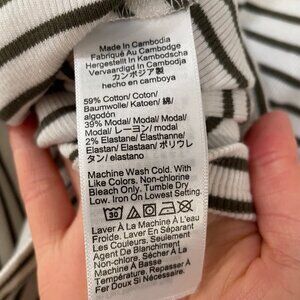 Made In Cambodia
Fabriqué Au Cambodge
Hergestellt In Kambodscha
Vervaardigd In Cambodja
カンボジア製
hecho en camboya
59% Cotton/ Coton/
Baumwolle/ Katoen/ 綿/
algodón
39% Modal/ Modal/ Modal/
Modal/ レーヨン/ modal
2% Elastane/ Élasthanne/
Elastan/ Elastaan/ ポリウレ
タン/ elastano
Machine Wash Cold. With
Like Colors. Non-chlorine
Bleach Only. Tumble Dry
Low. Iron On Lowest Setting.
30
Laver À La Machine À L'eau
Froide. Laver En Séparant
Les Couleurs. Seulement
Agent De Blanchiment
Non-chloré. Sécher À La
Machine À Basse
Température. Repasser À
Fer Doux Si Nécessaire.